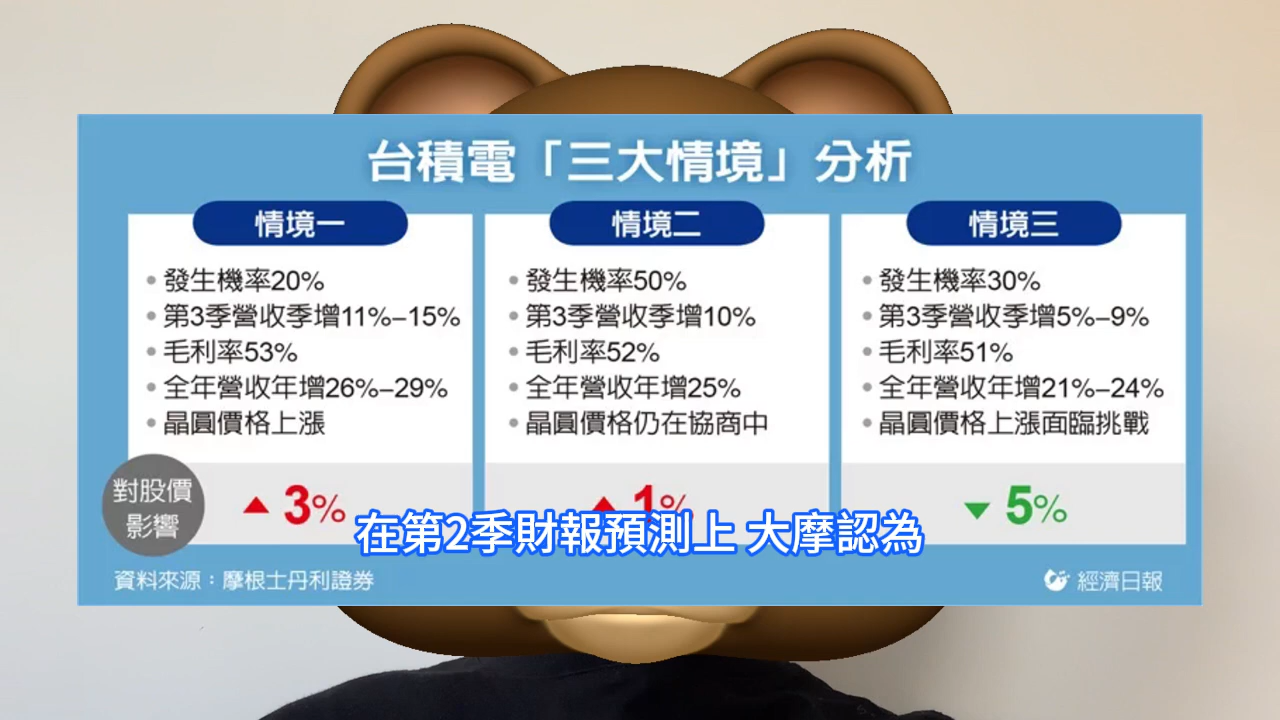 台積電「三大情境」分析
情境一
• 發生機率20%
• 第3季營收季增11%–15%
• 毛利率53%
• 全年營收年增26%–29%
• 晶圓價格上漲
情境二
• 發生機率50%
• 第3季營收季增10%
• 毛利率52%
• 全年營收年增25%
• 晶圓價格仍在協商中
情境三
• 發生機率30%
• 第3季營收季增5%–9%
• 毛利率51%
• 全年營收年增21%–24%
• 晶圓價格上漲面臨挑戰
對股價
影響
▲ 3%
▲ 1%
▼ 5%
在第2季財報預測上 大摩認為
資料來源：摩根士丹利證券
經濟日報